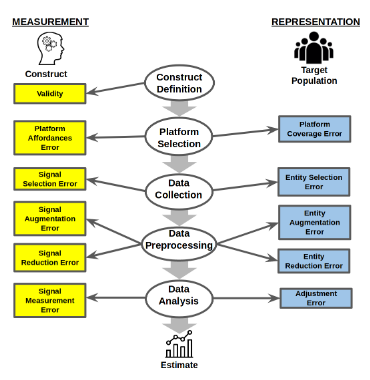 MEASUREMENT
REPRESENTATION
Construct
Target
Population
Construct
Definition
Validity
Platform
Selection
Platform
Affordances
Error
Platform
Coverage Error
Data
Collection
Signal
Selection Error
Entity Selection
Error
Data
Preprocessing
Signal
Augmentation
Error
Signal
Reduction Error
Entity
Augmentation
Error
Entity
Reduction Error
Data
Analysis
Signal
Measurement
Error
Adjustment
Error
Estimate